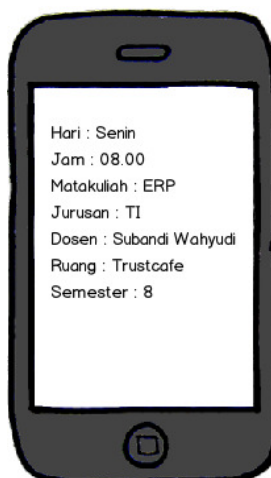 Hari : Senin
Jam : 08.00
Matakuliah : ERP
Jurusan : TI
Dosen : Subandi Wahyudi
Ruang : Trustcafe
Semester : 8